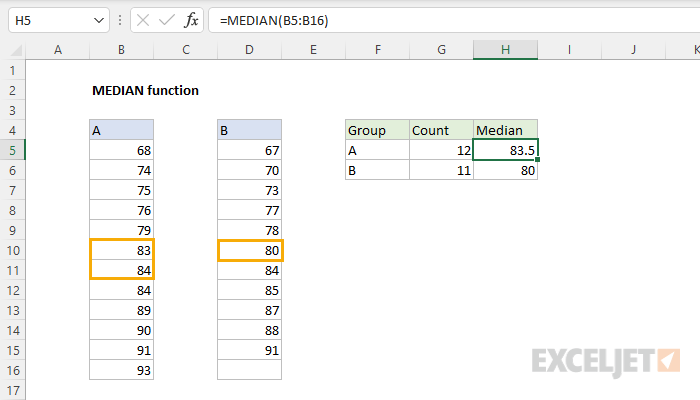 H5 fx =MEDIAN(B5:B16)
A B C D E F G H I J K
1
2 MEDIAN function
3
4 A B Group Count Median
5 68 67 A 12 83.5
6 74 70 B 11 80
7 75 73
8 76 77
9 79 78
10 83 80
11 84 84
12 84 85
13 89 87
14 90 88
15 91 91
16 93
17
EXCELJET